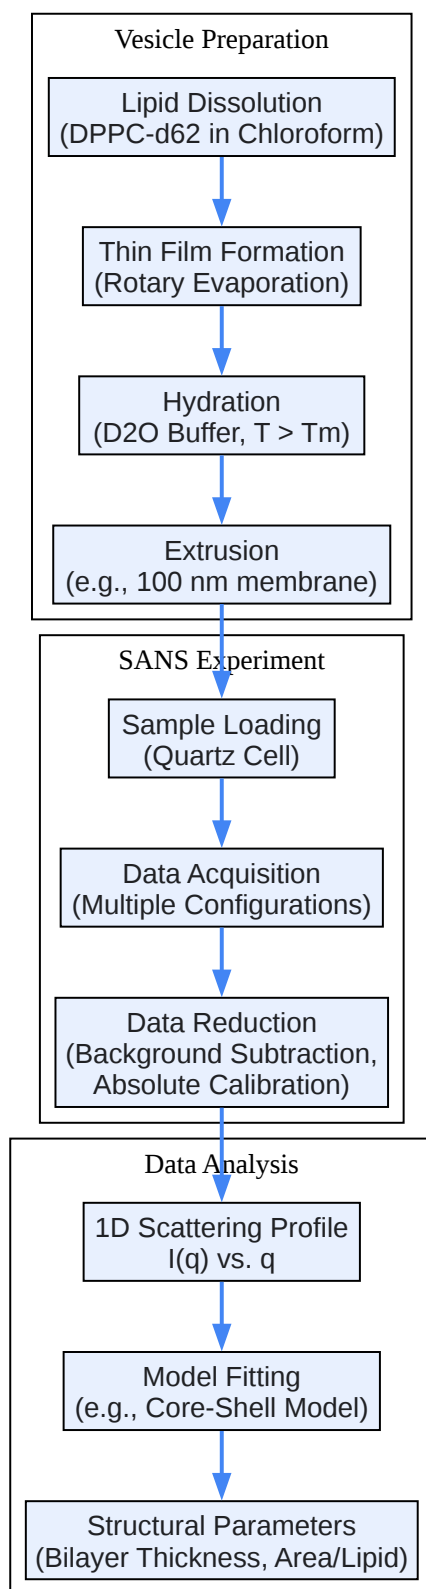 Vesicle Preparation
Lipid Dissolution
(DPPC-d62 in Chloroform)
Thin Film Formation
(Rotary Evaporation)
Hydration
(D2O Buffer, T > Tm)
Extrusion
(e.g., 100 nm membrane)
SANS Experiment
Sample Loading
(Quartz Cell)
Data Acquisition
(Multiple Configurations)
Data Reduction
(Background Subtraction,
Absolute Calibration)
Data Analysis
1D Scattering Profile
I(q) vs. q
Model Fitting
(e.g., Core-Shell Model)
Structural Parameters
(Bilayer Thickness, Area/Lipid)